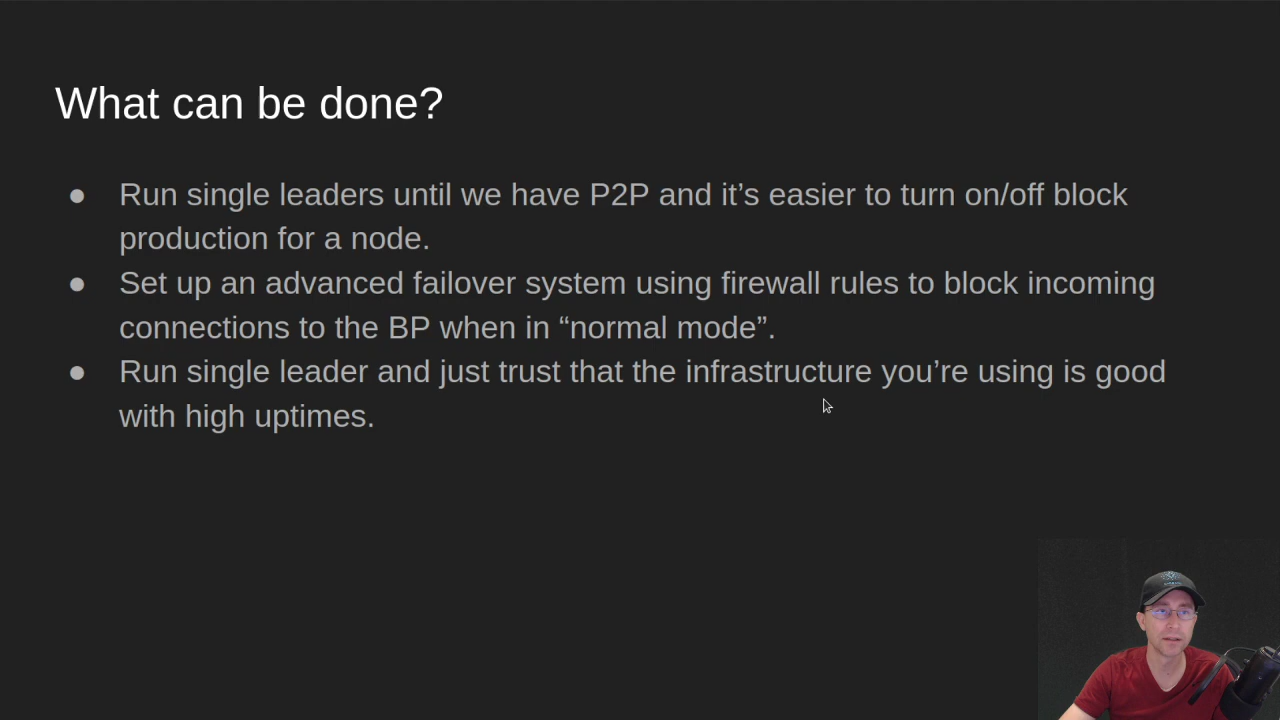 What can be done?
● Run single leaders until we have P2P and it’s easier to turn on/off block
production for a node.
● Set up an advanced failover system using firewall rules to block incoming
connections to the BP when in “normal mode”.
● Run single leader and just trust that the infrastructure you’re using is good
with high uptimes.